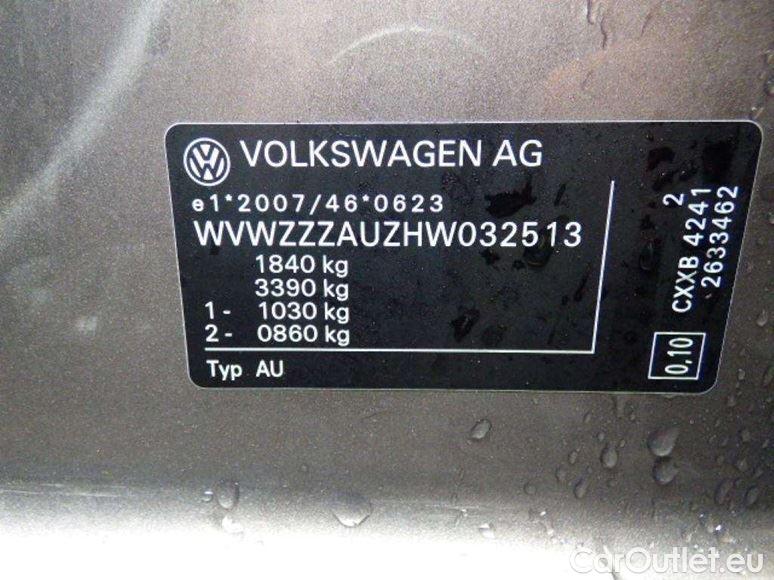 VOLKSWAGEN AG
e1*2007/46*0623
WVWZZZAUZHW032513
1840 kg
3390 kg
1 - 1030 kg
2 - 0860 kg
Typ AU
2
CXXB 4241
2633462
0,10
CarOutlet.eu